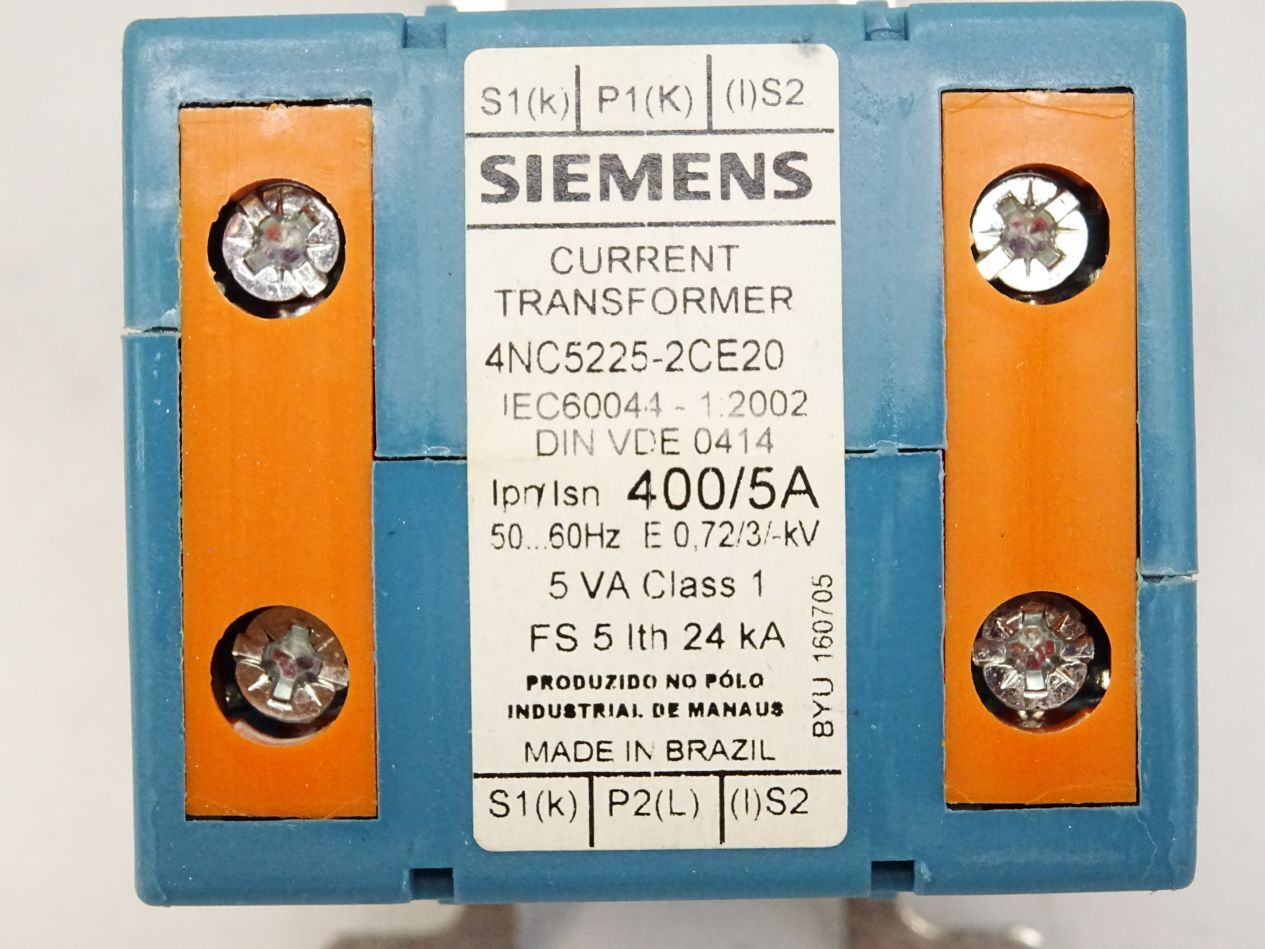 S1(k) P1(K) (l)S2
SIEMENS
CURRENT
TRANSFORMER
4NC5225-2CE20
IEC60044 - 1:2002
DIN VDE 0414
Ipn/Isn 400/5A
50...60Hz E 0,72/3/-kV
5 VA Class 1
FS 5 Ith 24 kA
PRODUZIDO NO PÓLO
INDUSTRIAL DE MANAUS
MADE IN BRAZIL
BYU 160705
S1(k) P2(L) (l)S2